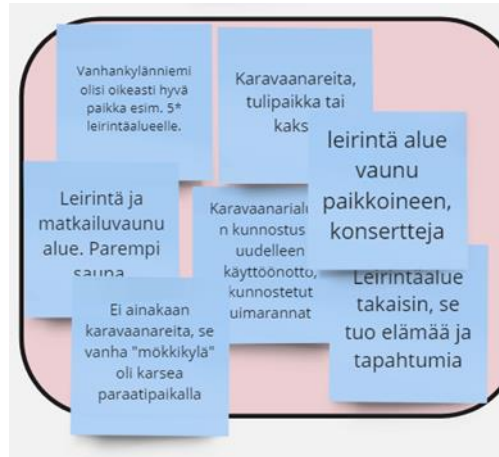 Vanhankylänniemi
olisi oikeasti hyvä
paikka esim. 5*
leirintäalueelle.
Karavaanareita,
tulipaikka tai
kaksi
leirintä alue
vaunu
paikkoineen,
konsertteja
Leirintä ja
matkailuvaunu
alue. Parempi
sauna
n kunnostus
uudelleen
käyttöönotto,
kunnostetut
uimarannat
Leirintäalue
takaisin, se
tuo elämää ja
tapahtumia
Ei ainakaan
karavaanareita, se
vanha "mökkikylä"
oli karsea
paraatipaikalla